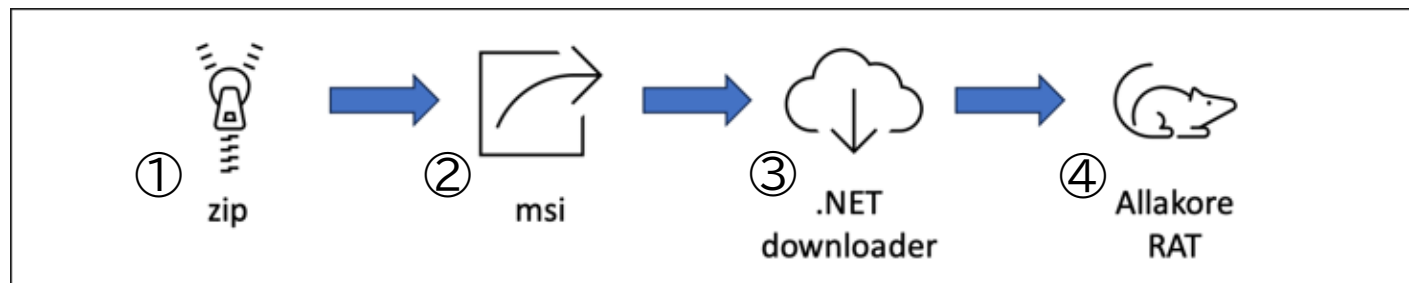 ① zip
② msi
③ .NET
downloader
④ Allakore
RAT